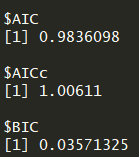 $AIC
[1] 0.9836098
$AICc
[1] 1.00611
$BIC
[1] 0.03571325